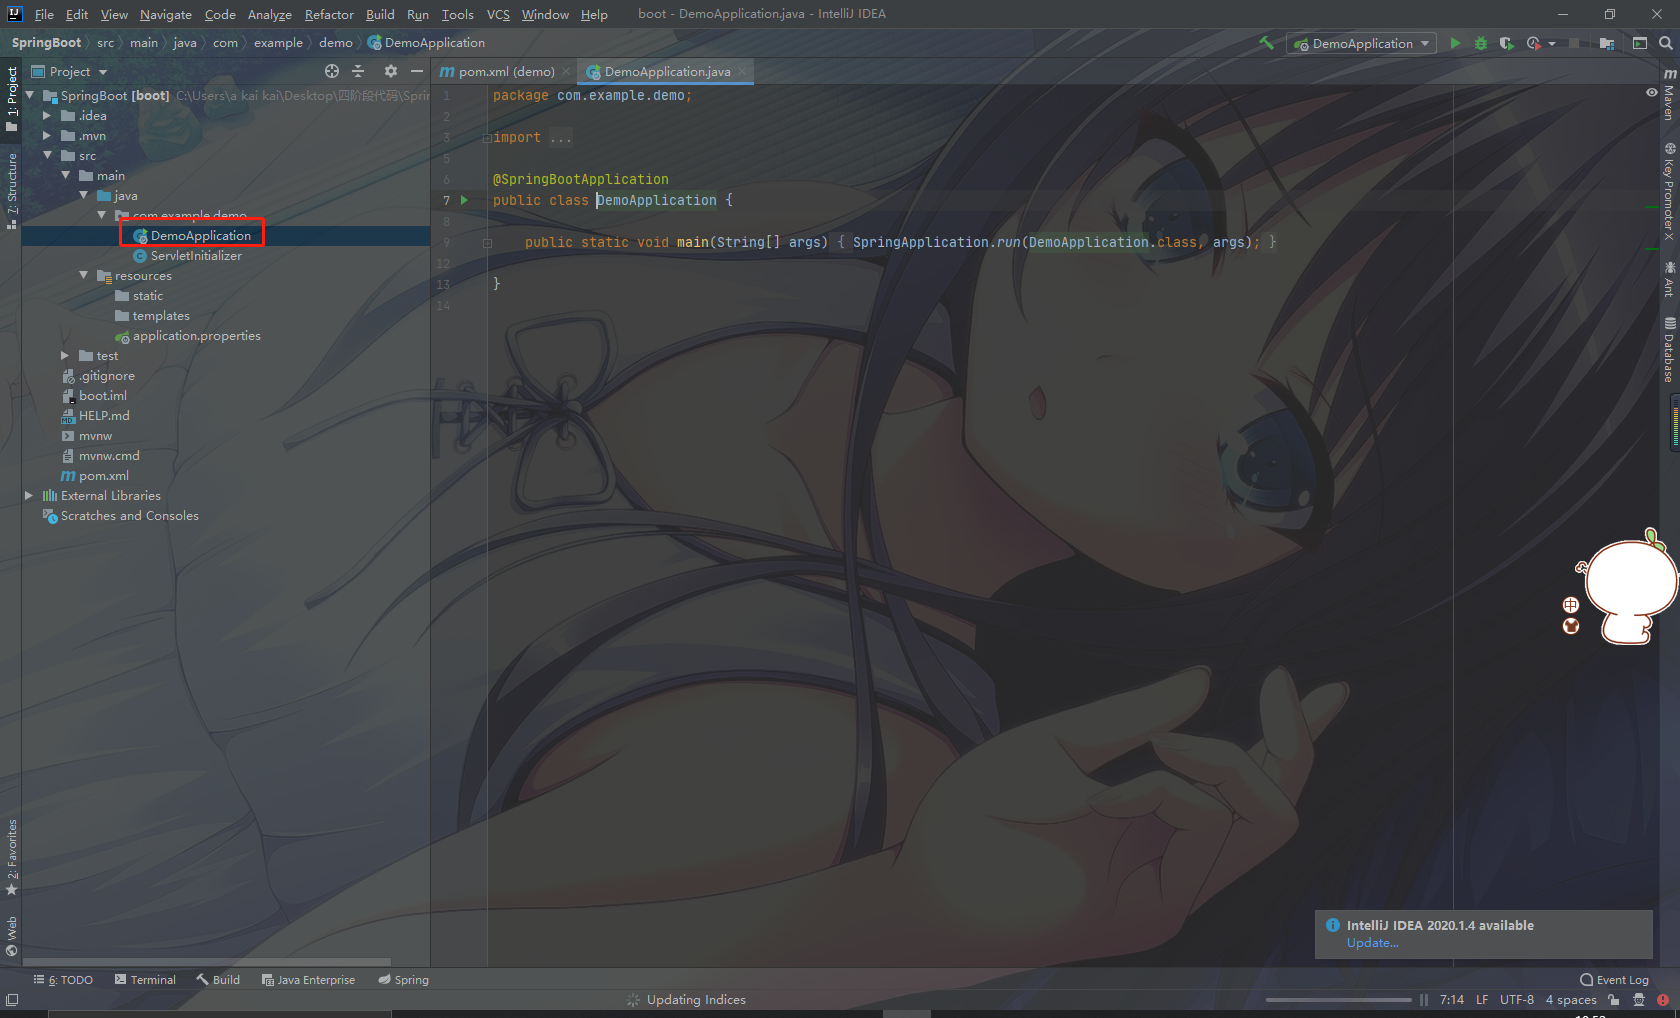 File Edit View Navigate Code Analyze Refactor Build Run Tools VCS Window Help boot - DemoApplication.java - IntelliJ IDEA
SpringBoot src main java com example demo DemoApplication
DemoApplication
Project
pom.xml (demo)
DemoApplication.java
SpringBoot [boot] C:\Users\a kai kai\Desktop\四阶段代码\Sprin
.idea
.mvn
src
main
java
com.example.demo
DemoApplication
ServletInitializer
resources
static
templates
application.properties
test
.gitignore
boot.iml
HELP.md
mvnw
mvnw.cmd
pom.xml
External Libraries
Scratches and Consoles
1 package com.example.demo;
2
3 import ...
5
6 @SpringBootApplication
7 public class DemoApplication {
8
9 public static void main(String[] args) { SpringApplication.run(DemoApplication.class, args); }
12
13 }
14
1: Project
7: Structure
2: Favorites
Web
Maven
Key Promoter X
Ant
Database
中
IntelliJ IDEA 2020.1.4 available
Update...
6: TODO Terminal Build Java Enterprise Spring Event Log
Updating Indices 7:14 LF UTF-8 4 spaces